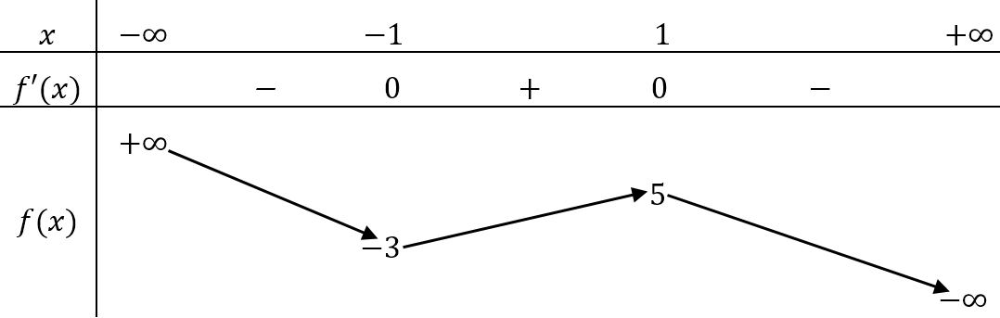 x −∞ −1 1 +∞
f′(x) − 0 + 0 −
+∞
5
f(x)
−3
−∞